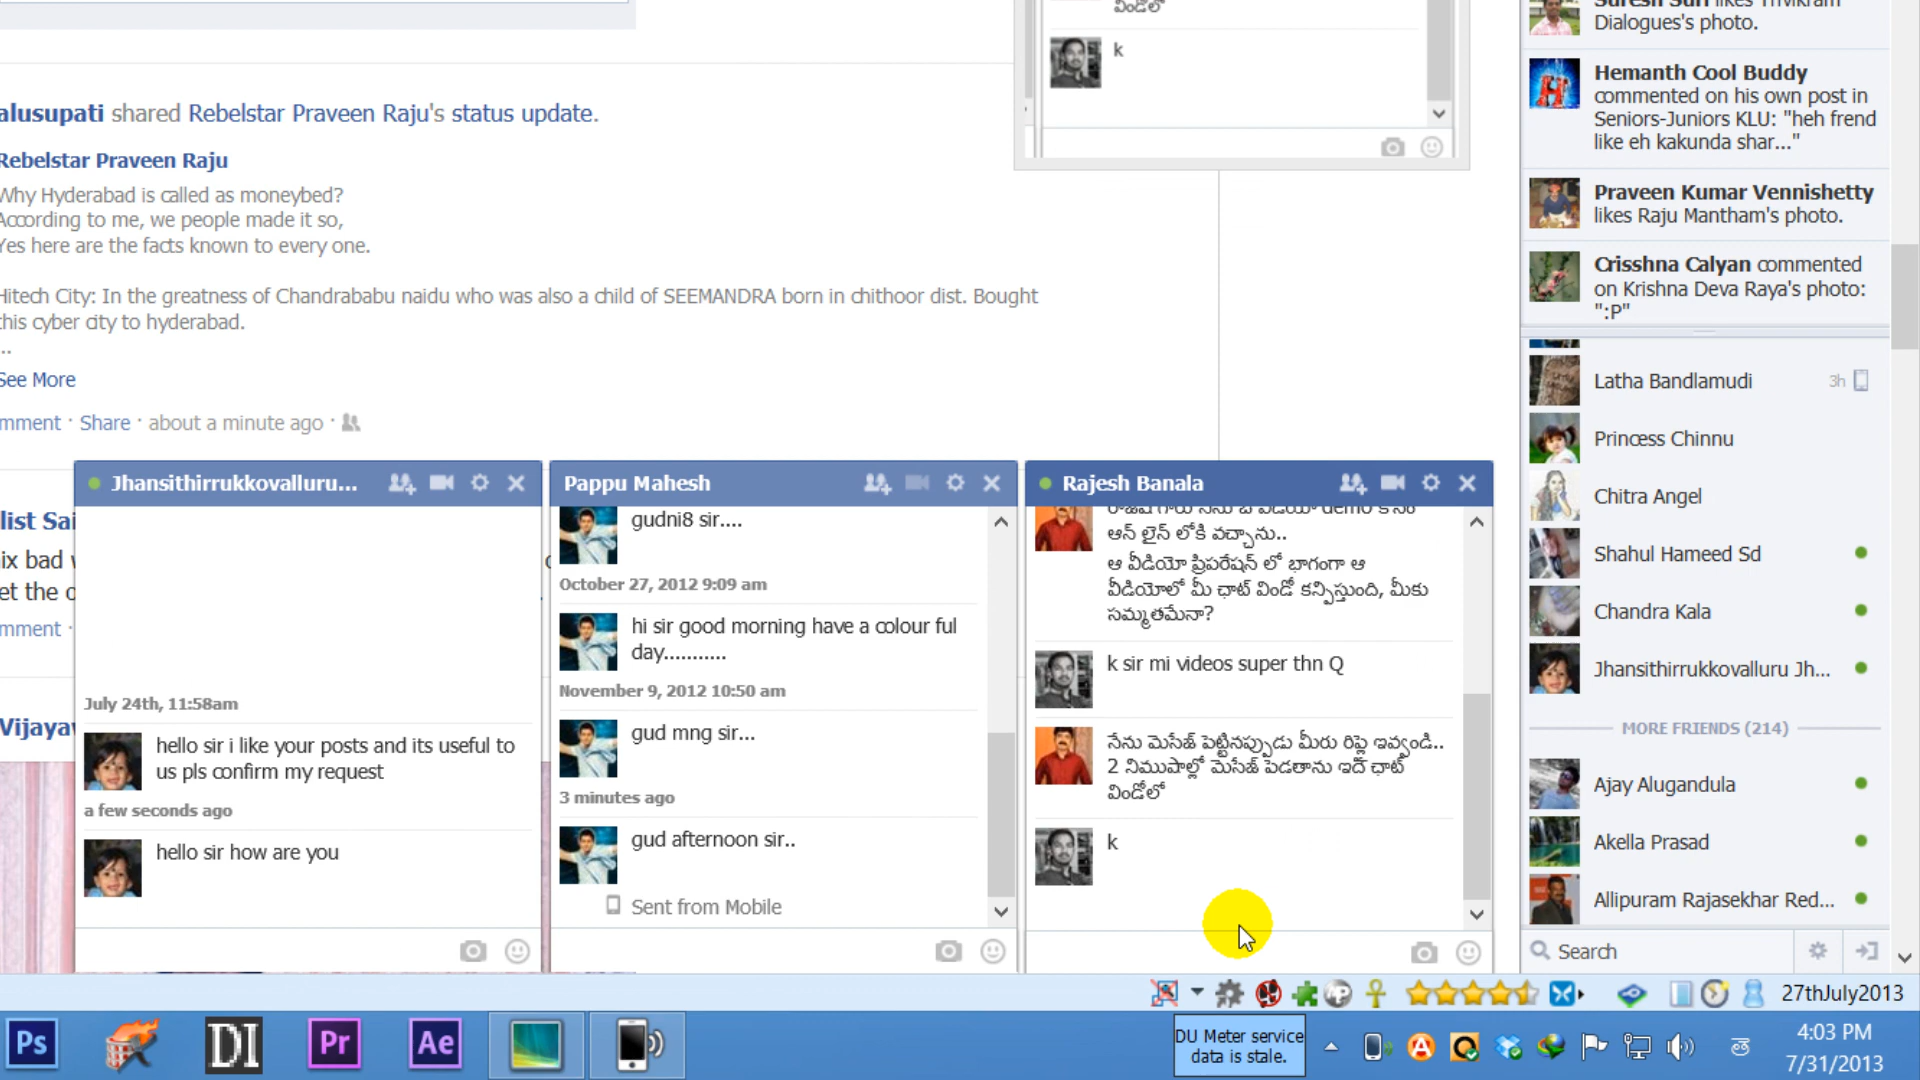 విండోలో
k
alusupati shared Rebelstar Praveen Raju's status update.
Rebelstar Praveen Raju
Why Hyderabad is called as moneybed?
According to me, we people made it so,
Yes here are the facts known to every one.
Hitech City: In the greatness of Chandrababu naidu who was also a child of SEEMANDRA born in chithoor dist. Bought
this cyber city to hyderabad.
..
See More
mment · Share · about a minute ago ·
list Sai
ix bad
et the
mment ·
Vijayaw
Jhansithirrukkovalluru...
July 24th, 11:58am
hello sir i like your posts and its useful to
us pls confirm my request
a few seconds ago
hello sir how are you
Pappu Mahesh
gudni8 sir....
October 27, 2012 9:09 am
hi sir good morning have a colour ful
day...........
November 9, 2012 10:50 am
gud mng sir...
3 minutes ago
gud afternoon sir..
Sent from Mobile
Rajesh Banala
రాజేష్ గారు నేను ఓ వీడియో demo కోసం
ఆన్ లైన్ లోకి వచ్చాను..
ఆ వీడియో ప్రిపరేషన్ లో భాగంగా ఆ
వీడియోలో మీ ఛాట్ విండో కన్పిస్తుంది, మీకు
సమ్మతమేనా?
k sir mi videos super thn Q
నేను మెసేజ్ పెట్టినప్పుడు మీరు రిప్లై ఇవ్వండి..
2 నిముషాల్లో మెసేజ్ పెడతాను ఇదే ఛాట్
విండోలో
k
Suresh Suri likes Trivikram
Dialogues's photo.
Hemanth Cool Buddy
commented on his own post in
Seniors-Juniors KLU: "heh frend
like eh kakunda shar..."
Praveen Kumar Vennishetty
likes Raju Mantham's photo.
Crisshna Calyan commented
on Krishna Deva Raya's photo:
":P"
Latha Bandlamudi 3h
Princess Chinnu
Chitra Angel
Shahul Hameed Sd
Chandra Kala
Jhansithirrukkovalluru Jh...
MORE FRIENDS (214)
Ajay Alugandula
Akella Prasad
Allipuram Rajasekhar Red...
Search
27thJuly2013
Ps
DI
Pr
Ae
DU Meter service
data is stale.
4:03 PM
7/31/2013